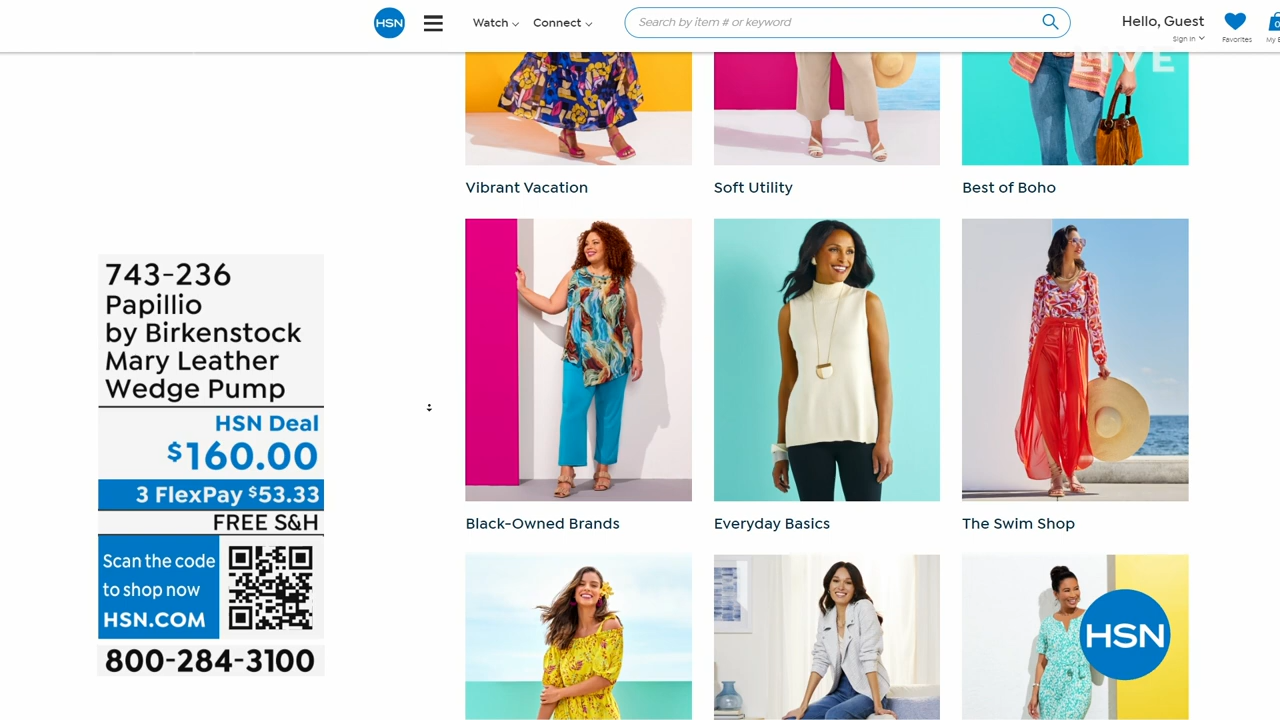 HSN
Watch
Connect
Search by item # or keyword
Hello, Guest
Sign In
Favorites
0
LIVE
Vibrant Vacation
Soft Utility
Best of Boho
743-236
Papillio
by Birkenstock
Mary Leather
Wedge Pump
HSN Deal
$160.00
3 FlexPay $53.33
FREE S&H
Scan the code
to shop now
HSN.COM
800-284-3100
Black-Owned Brands
Everyday Basics
The Swim Shop
HSN